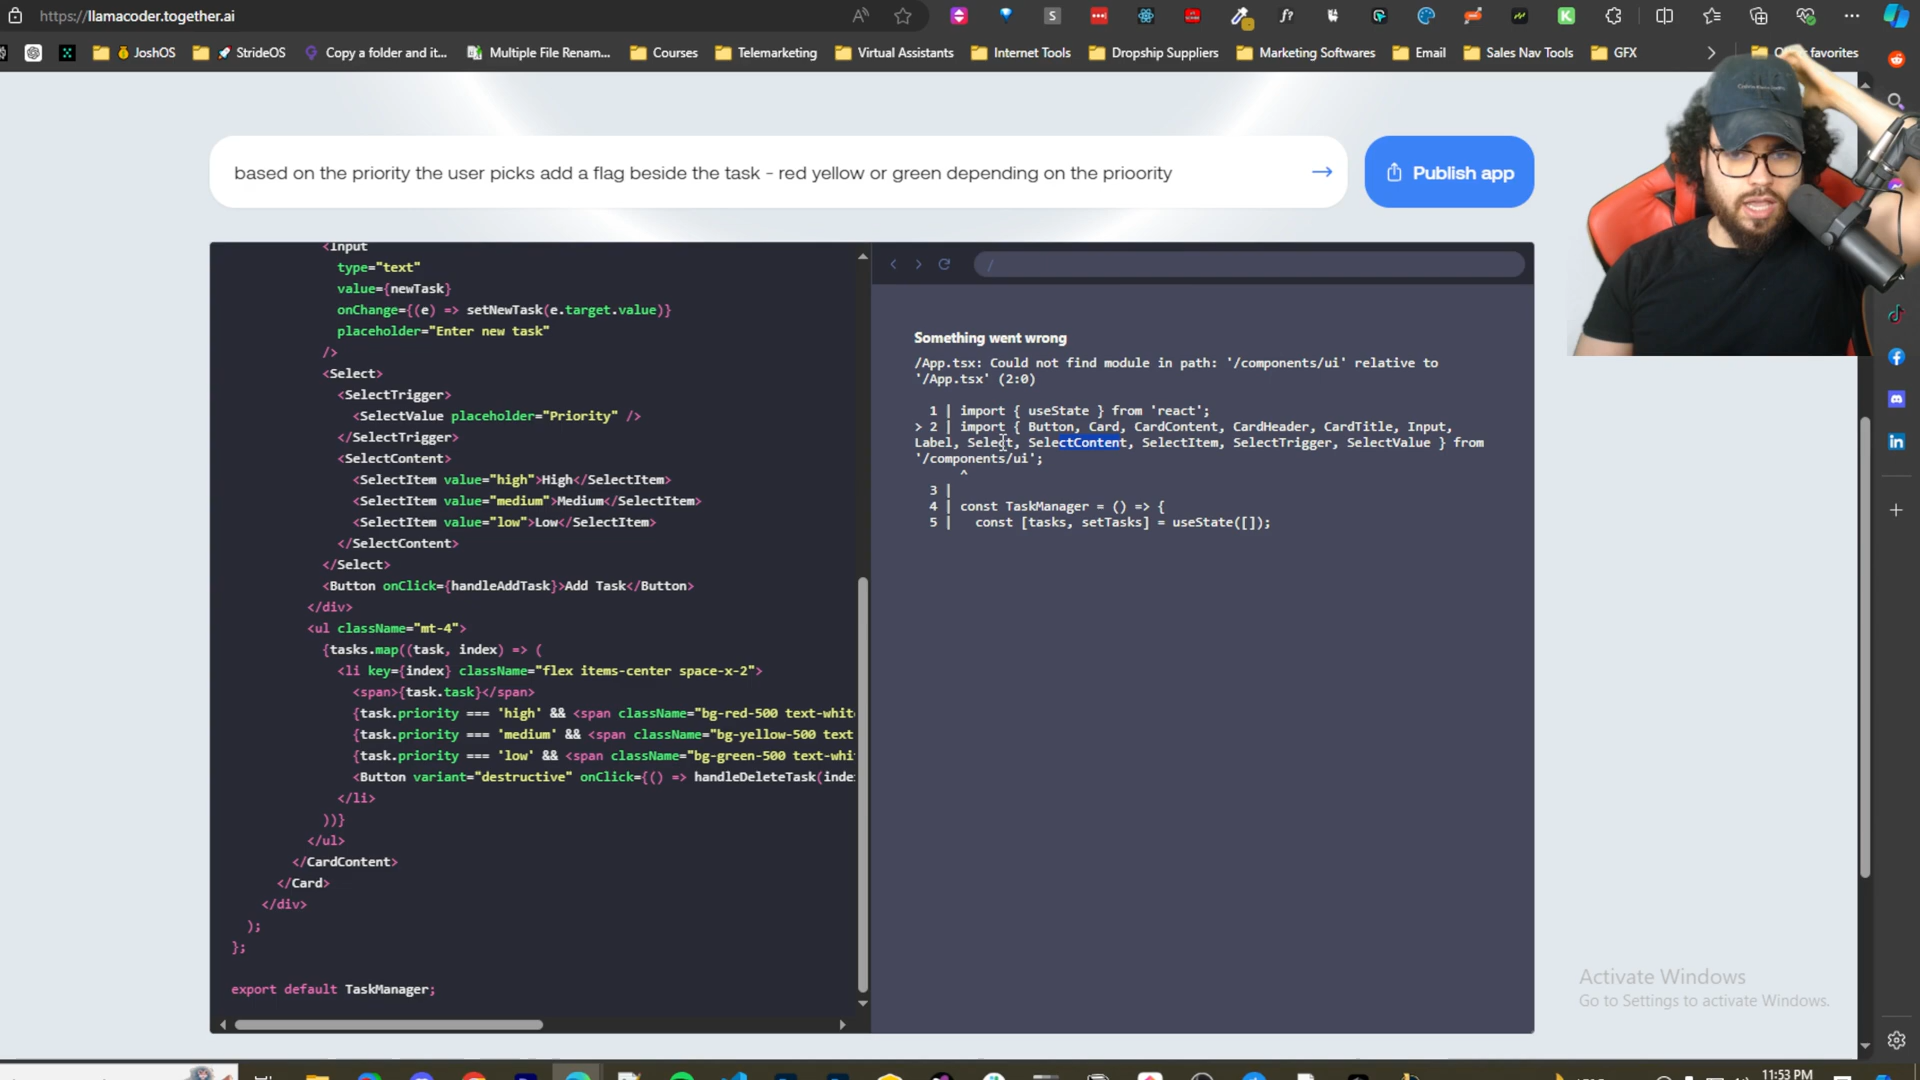 https://llamacoder.together.ai
JoshOS
StrideOS
Copy a folder and it...
Multiple File Renam...
Courses
Telemarketing
Virtual Assistants
Internet Tools
Dropship Suppliers
Marketing Softwares
Email
Sales Nav Tools
GFX
favorites
based on the priority the user picks add a flag beside the task - red yellow or green depending on the prioority
Publish app
<Input
type="text"
value={newTask}
onChange={(e) => setNewTask(e.target.value)}
placeholder="Enter new task"
/>
<Select>
<SelectTrigger>
<SelectValue placeholder="Priority" />
</SelectTrigger>
<SelectContent>
<SelectItem value="high">High</SelectItem>
<SelectItem value="medium">Medium</SelectItem>
<SelectItem value="low">Low</SelectItem>
</SelectContent>
</Select>
<Button onClick={handleAddTask}>Add Task</Button>
</div>
<ul className="mt-4">
{tasks.map((task, index) => (
<li key={index} className="flex items-center space-x-2">
<span>{task.task}</span>
{task.priority === 'high' && <span className="bg-red-500 text-whit
{task.priority === 'medium' && <span className="bg-yellow-500 text
{task.priority === 'low' && <span className="bg-green-500 text-whi
<Button variant="destructive" onClick={() => handleDeleteTask(inde
</li>
))}
</ul>
</CardContent>
</Card>
</div>
);
};
export default TaskManager;
/
Something went wrong
/App.tsx: Could not find module in path: '/components/ui' relative to
'/App.tsx' (2:0)
1 | import { useState } from 'react';
> 2 | import { Button, Card, CardContent, CardHeader, CardTitle, Input,
Label, Select, SelectContent, SelectItem, SelectTrigger, SelectValue } from
'/components/ui';
^
3 |
4 | const TaskManager = () => {
5 | const [tasks, setTasks] = useState([]);
Activate Windows
Go to Settings to activate Windows.
11:53 PM